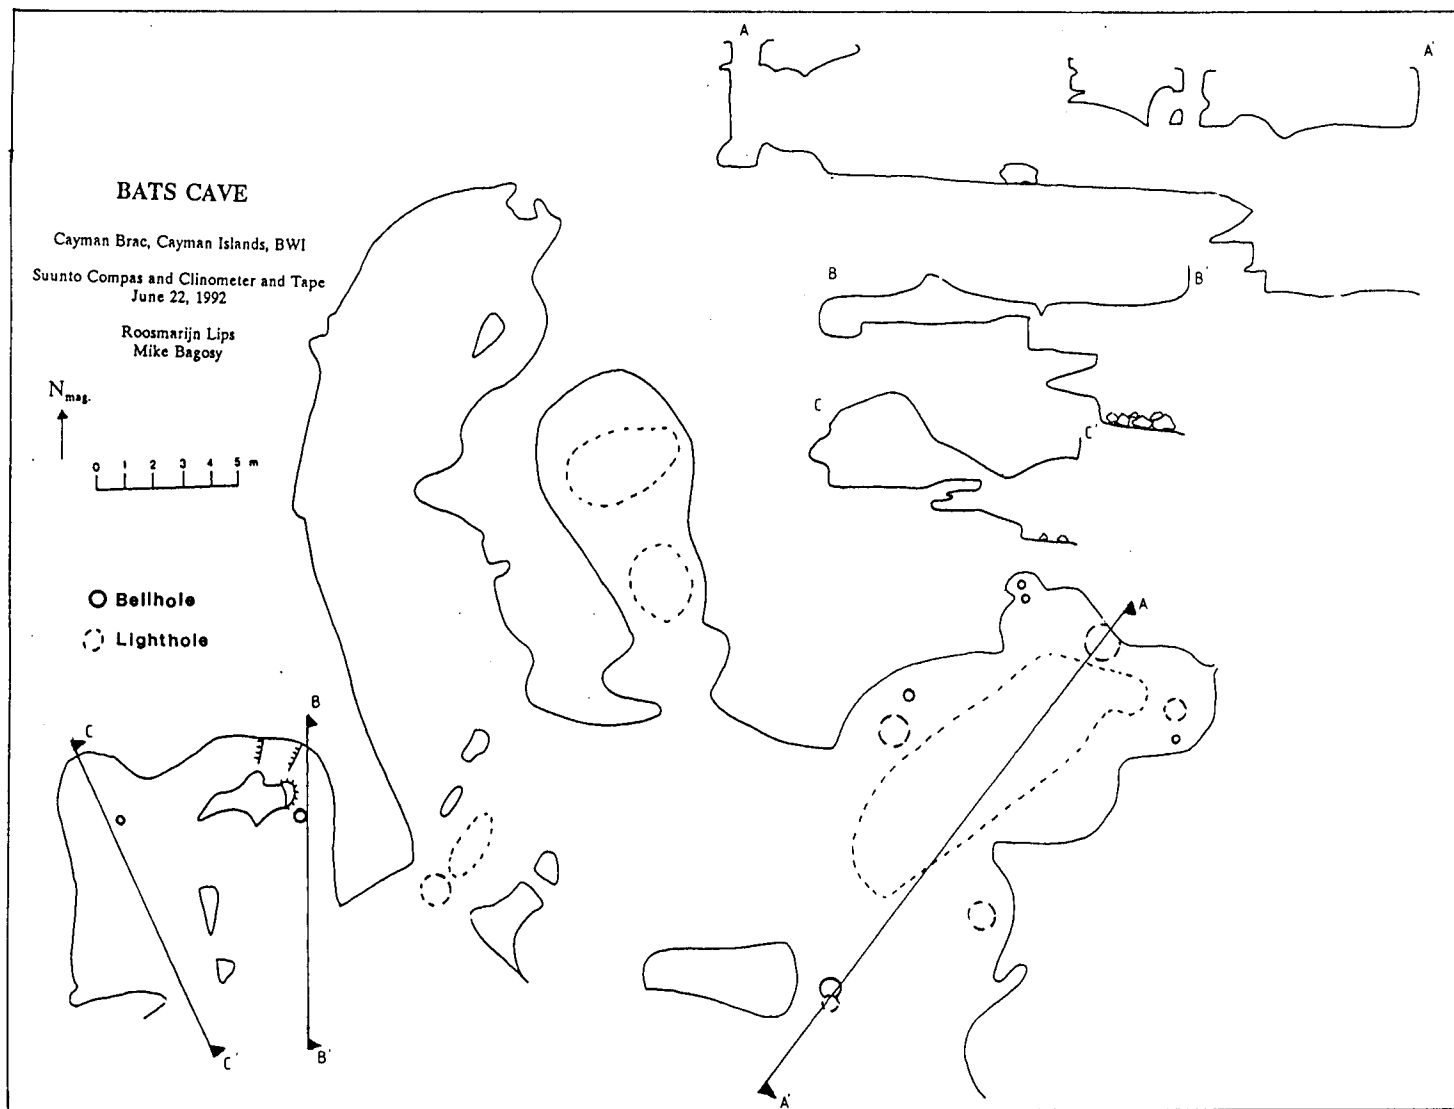 BATS CAVE
Cayman Brac, Cayman Islands, BWI
Suunto Compas and Clinometer and Tape
June 22, 1992
Roosmarijn Lips
Mike Bagosy
N mag.
0 1 2 3 4 5 m
Bellhole
Lighthole
A A'
B B'
C C'
A
A'
B
B'
C
C'